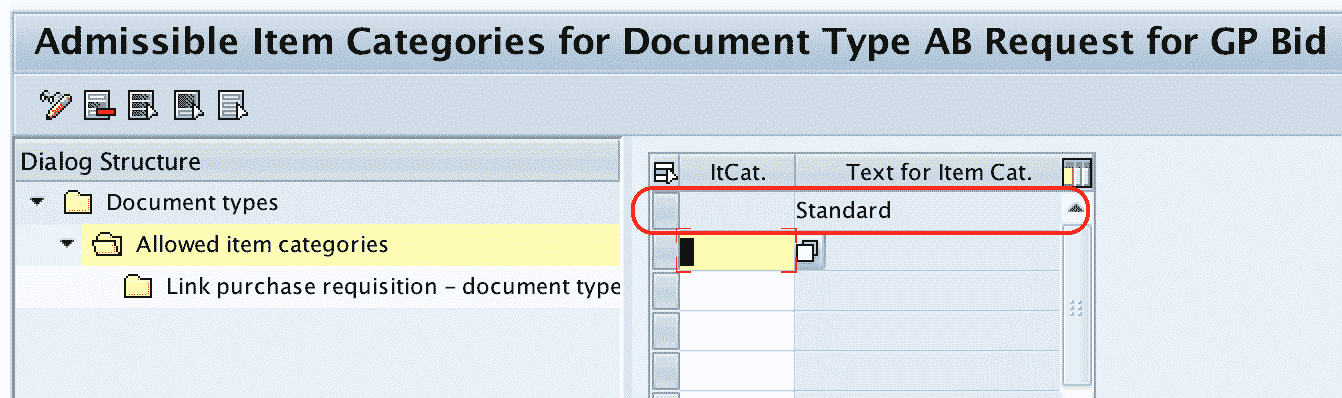 Admissible Item Categories for Document Type AB Request for GP Bid
Dialog Structure
Document types
Allowed item categories
Link purchase requisition – document type
ItCat.
Text for Item Cat.
Standard